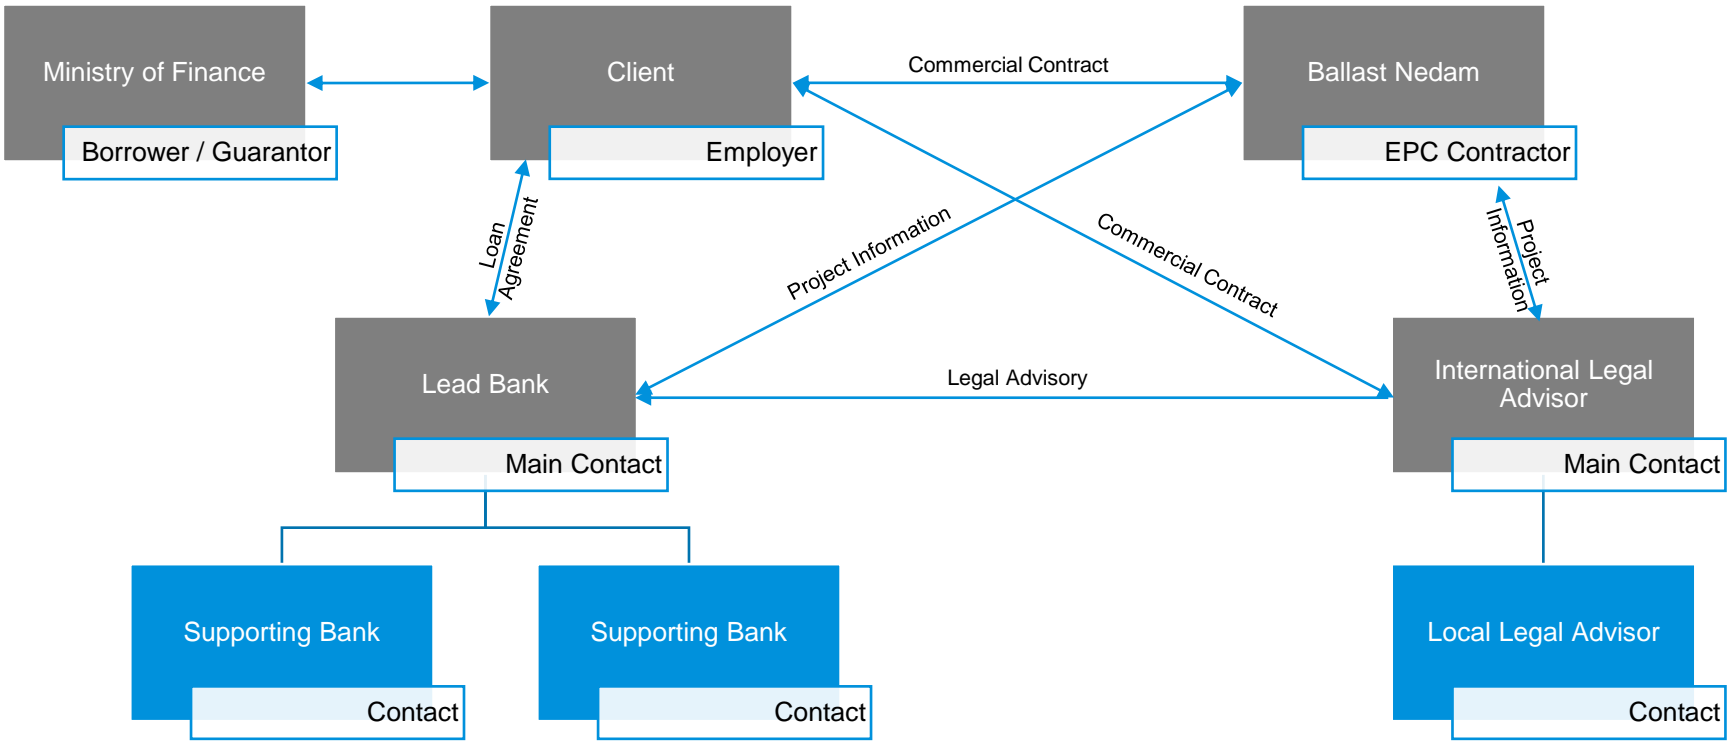 Ministry of Finance
Borrower / Guarantor
Client
Employer
Commercial Contract
Ballast Nedam
EPC Contractor
Loan
Agreement
Project Information
Commercial Contract
Project
Information
Lead Bank
Main Contact
Legal Advisory
International Legal
Advisor
Main Contact
Supporting Bank
Contact
Supporting Bank
Contact
Local Legal Advisor
Contact